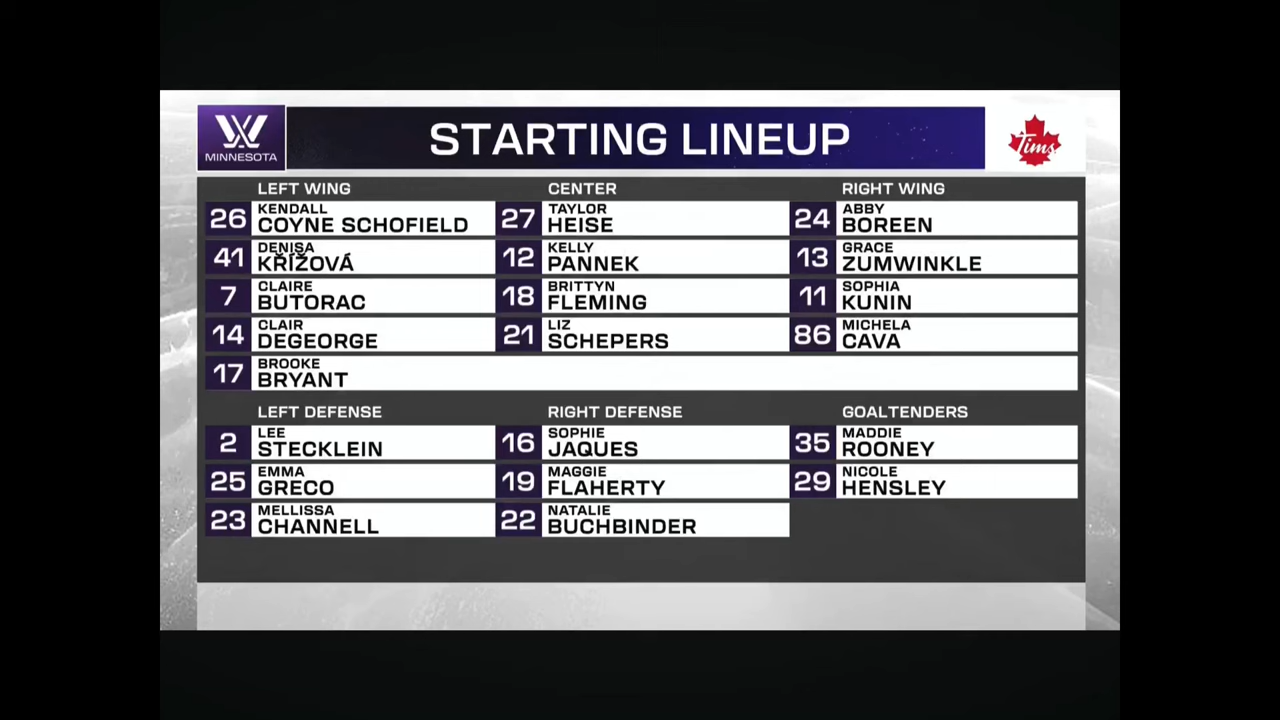 MINNESOTA
STARTING LINEUP
Tims
LEFT WING CENTER RIGHT WING
26 KENDALL COYNE SCHOFIELD 27 TAYLOR HEISE 24 ABBY BOREEN
41 DENISA KŘÍŽOVÁ 12 KELLY PANNEK 13 GRACE ZUMWINKLE
7 CLAIRE BUTORAC 18 BRITTYN FLEMING 11 SOPHIA KUNIN
14 CLAIR DEGEORGE 21 LIZ SCHEPERS 86 MICHELA CAVA
17 BROOKE BRYANT
LEFT DEFENSE RIGHT DEFENSE GOALTENDERS
2 LEE STECKLEIN 16 SOPHIE JAQUES 35 MADDIE ROONEY
25 EMMA GRECO 19 MAGGIE FLAHERTY 29 NICOLE HENSLEY
23 MELLISSA CHANNELL 22 NATALIE BUCHBINDER